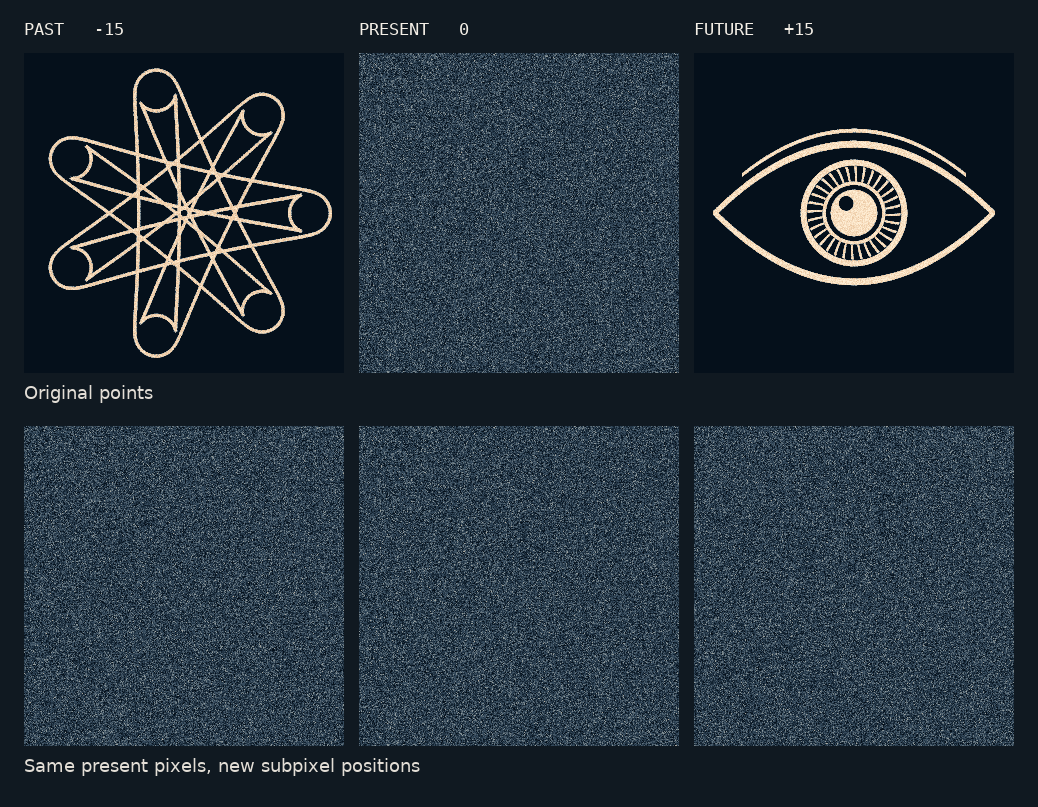 PAST -15 PRESENT 0 FUTURE +15
Original points
Same present pixels, new subpixel positions